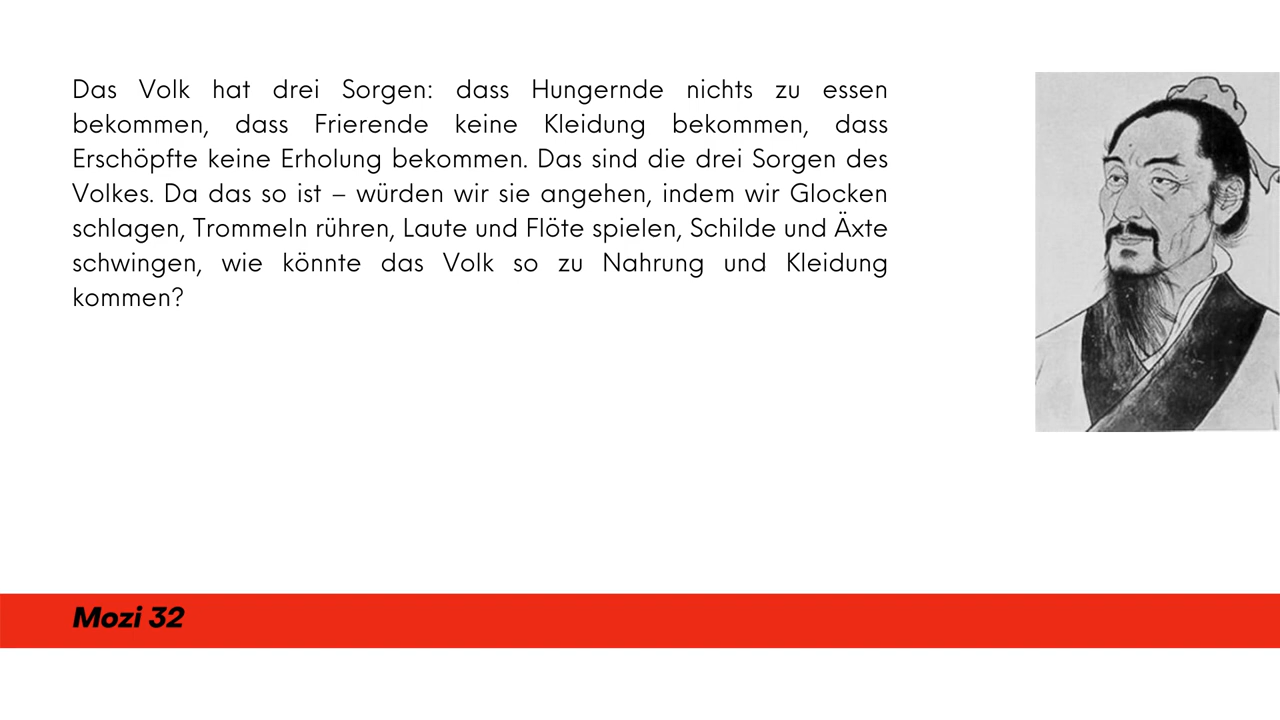 Das Volk hat drei Sorgen: dass Hungernde nichts zu essen
bekommen, dass Frierende keine Kleidung bekommen, dass
Erschöpfte keine Erholung bekommen. Das sind die drei Sorgen des
Volkes. Da das so ist – würden wir sie angehen, indem wir Glocken
schlagen, Trommeln rühren, Laute und Flöte spielen, Schilde und Äxte
schwingen, wie könnte das Volk so zu Nahrung und Kleidung
kommen?
Mozi 32